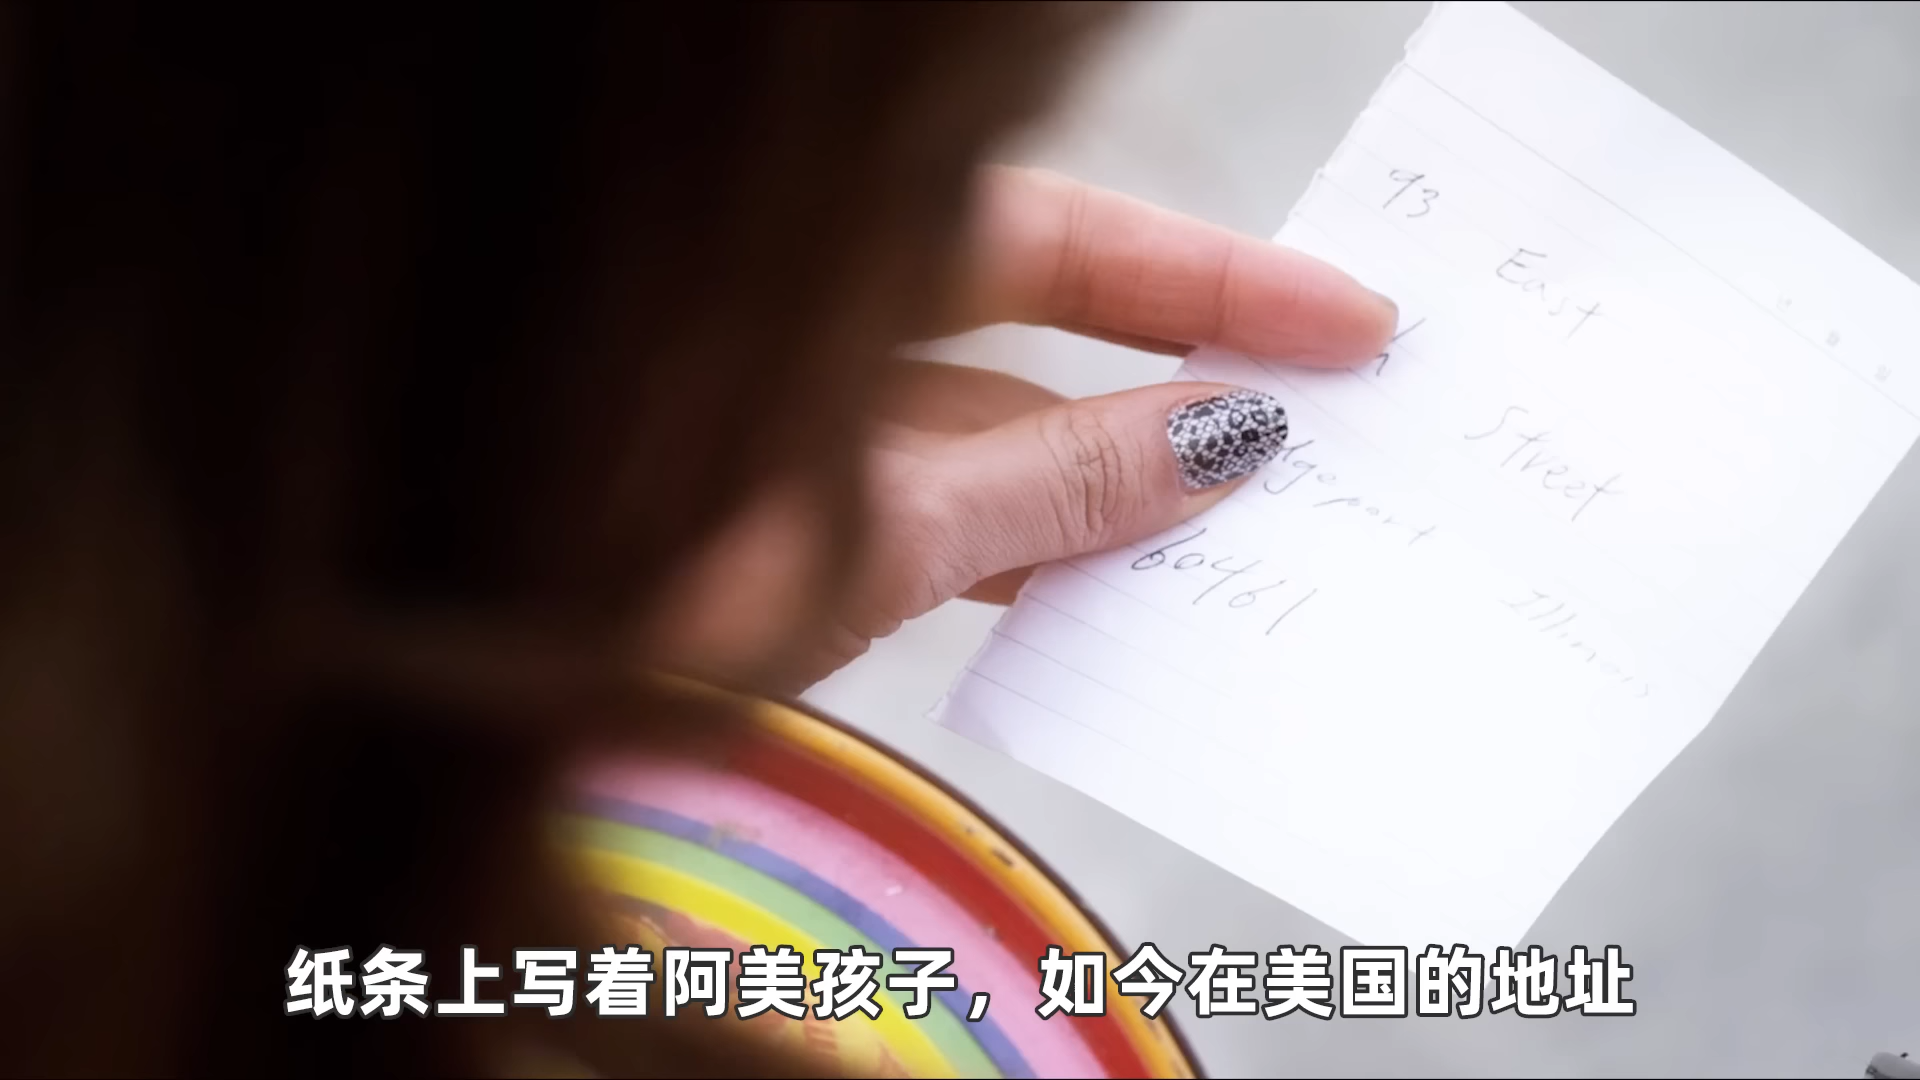 93 East
h Street
dgeport Illinois
60461
纸条上写着阿美孩子，如今在美国的地址